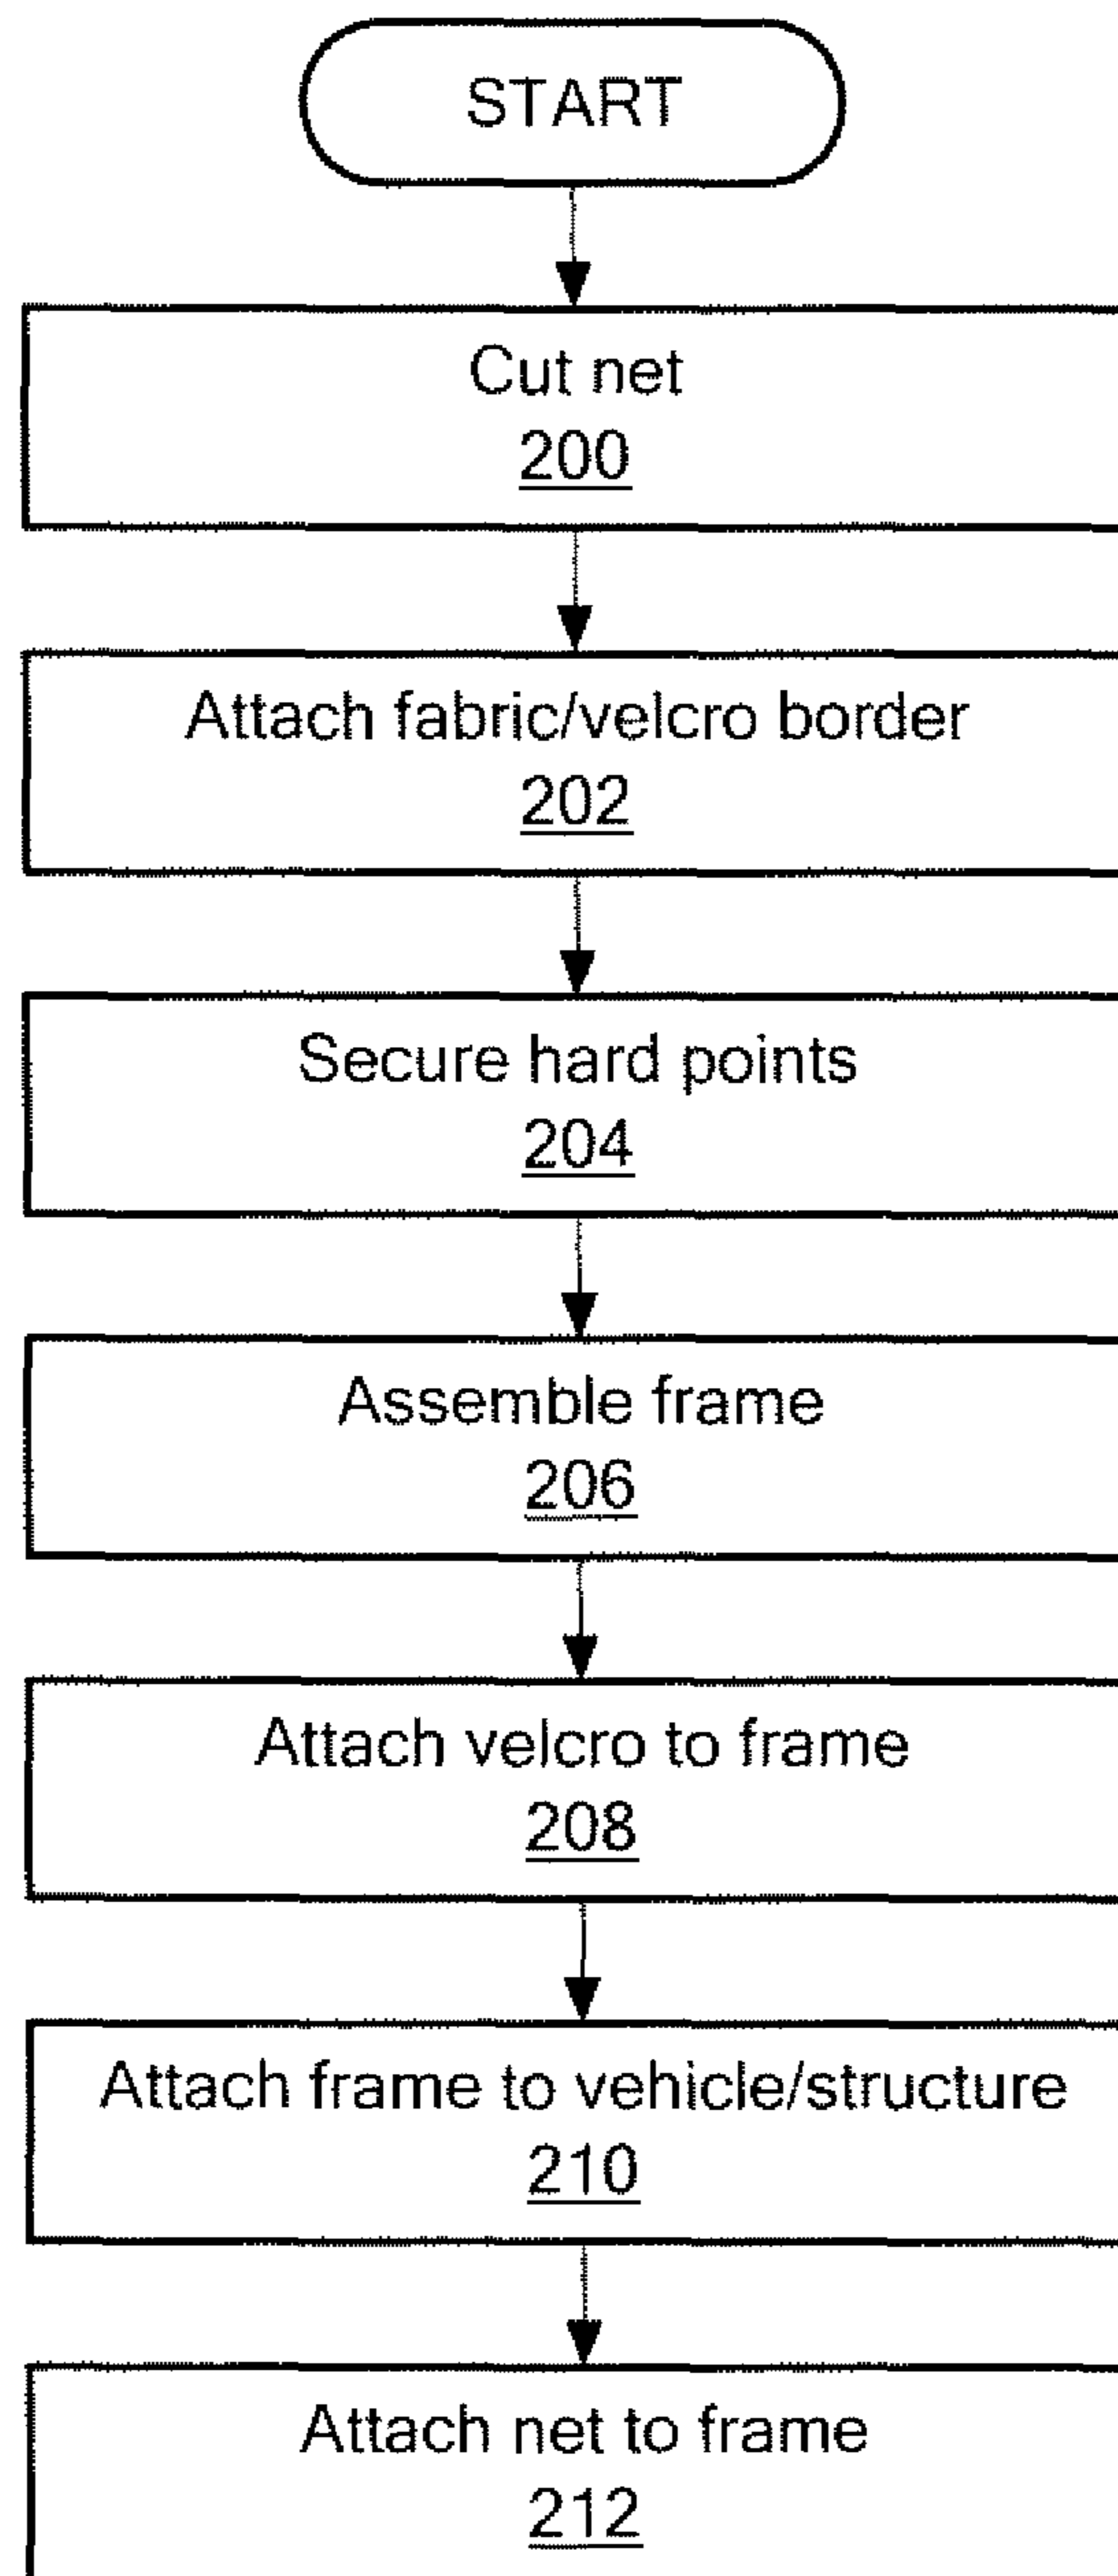 START
Cut net
200
Attach fabric/velcro border
202
Secure hard points
204
Assemble frame
206
Attach velcro to frame
208
Attach frame to vehicle/structure
210
Attach net to frame
212